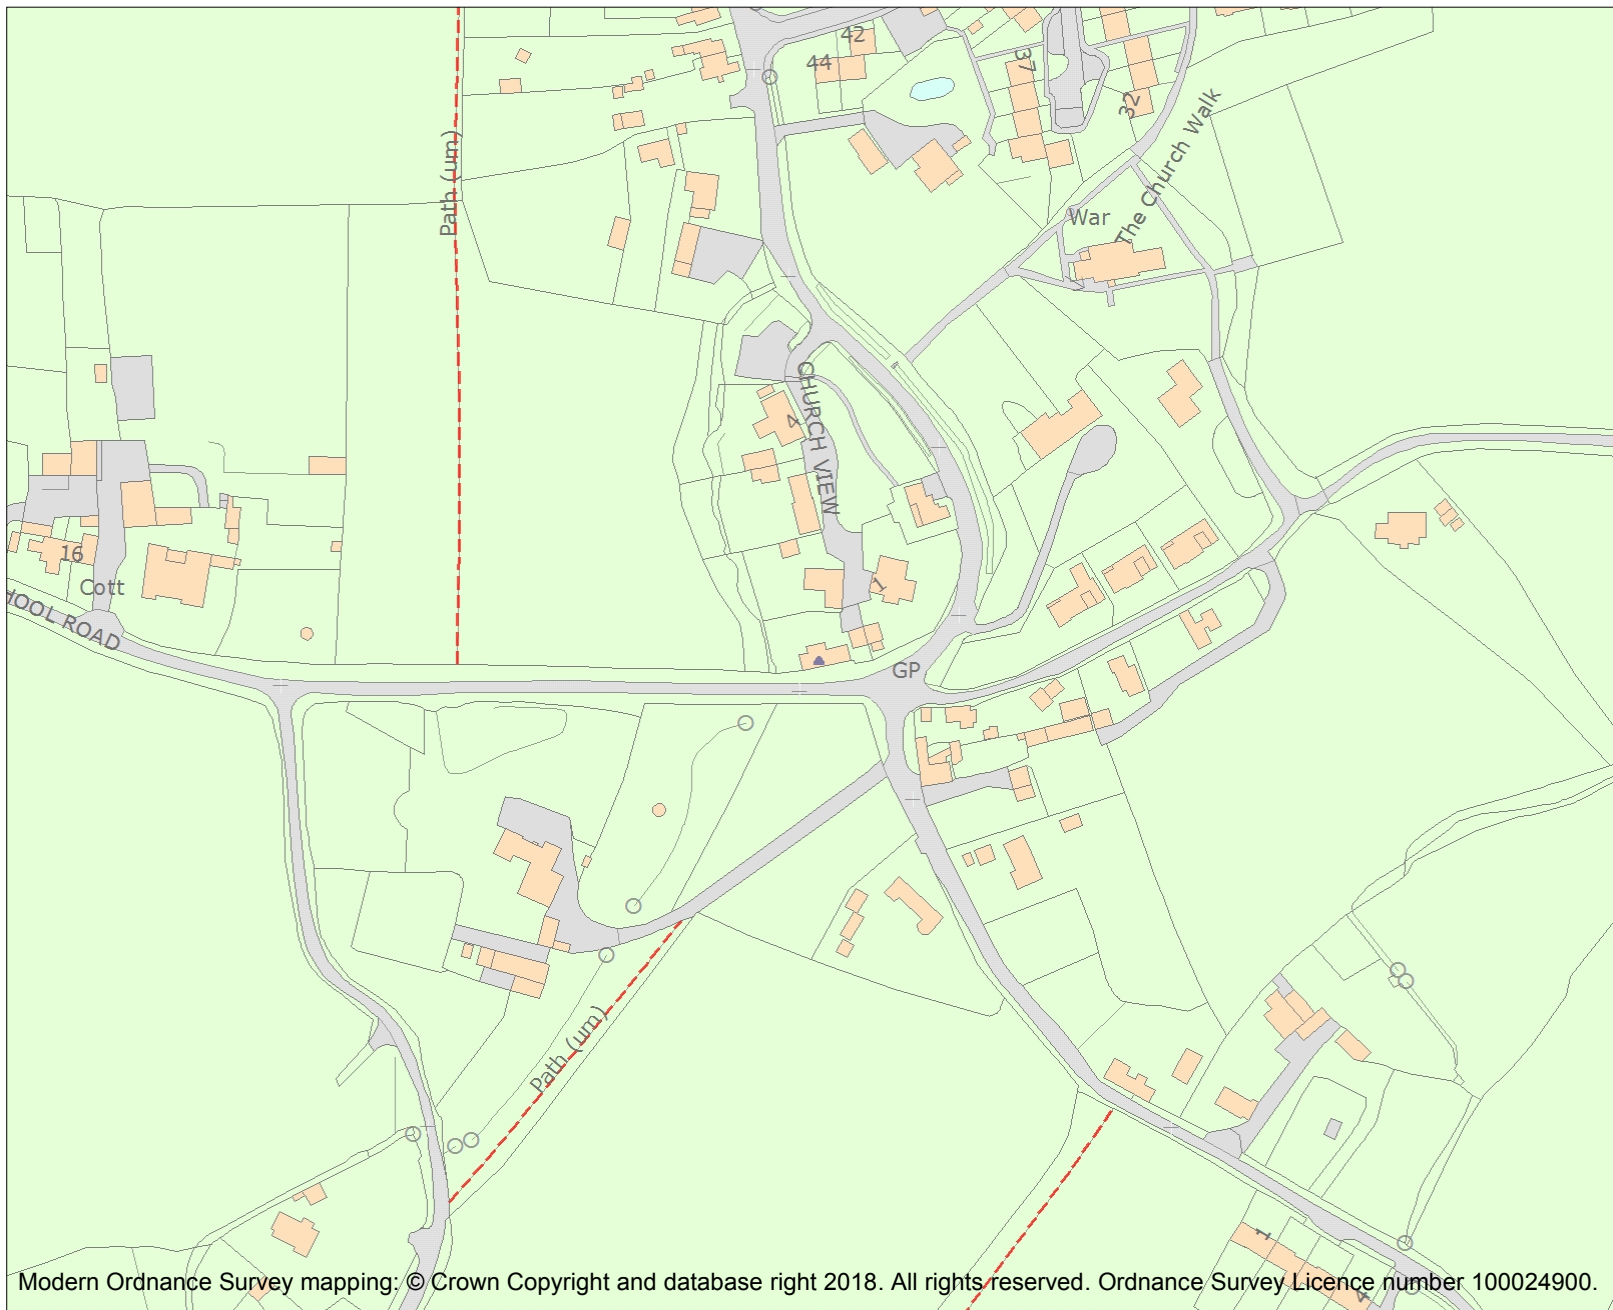 42
44
37
32
Path (um)
The Church Walk
War
CHURCH VIEW
4
16
Cott
1
HOOL ROAD
GP
Path (um)
1
4
Modern Ordnance Survey mapping: © Crown Copyright and database right 2018. All rights reserved. Ordnance Survey Licence number 100024900.